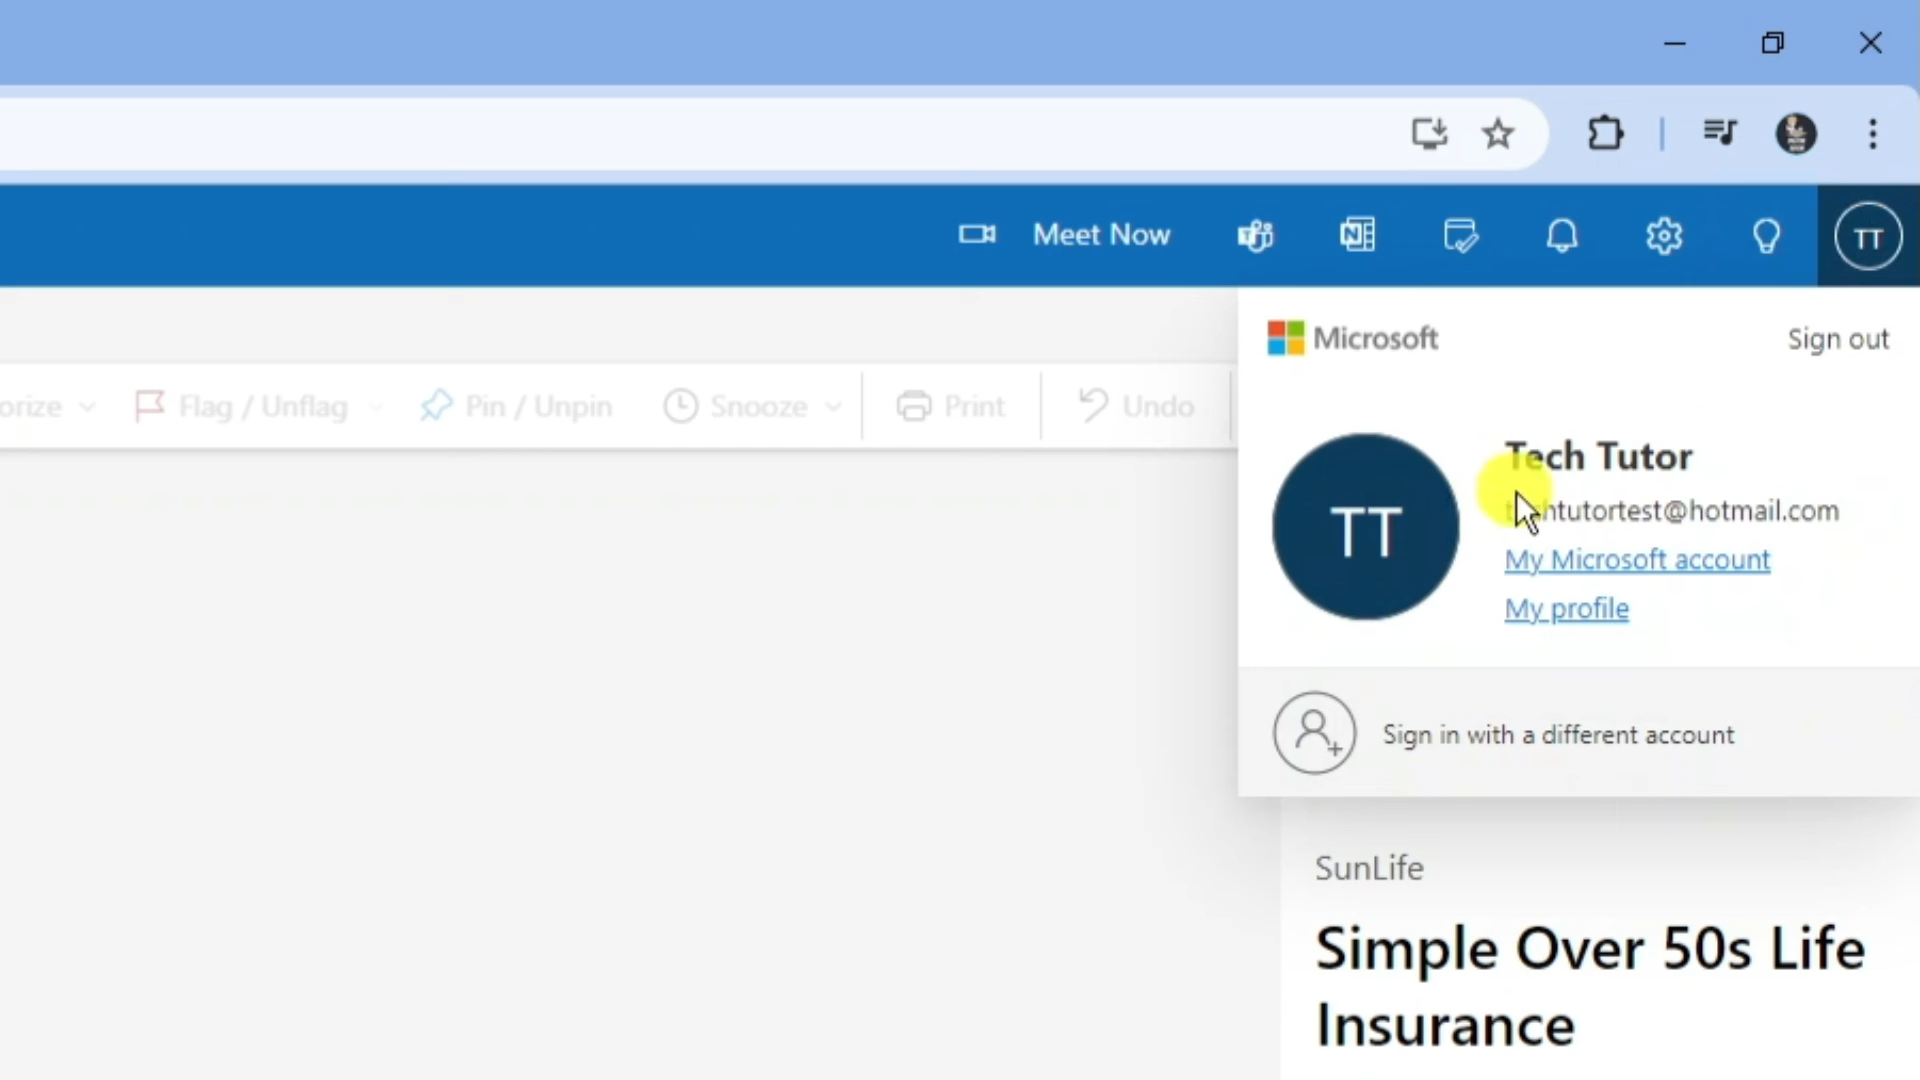 Meet Now
TT
Microsoft
Sign out
orize
Flag / Unflag
Pin / Unpin
Snooze
Print
Undo
TT
Tech Tutor
htutortest@hotmail.com
My Microsoft account
My profile
Sign in with a different account
SunLife
Simple Over 50s Life
Insurance